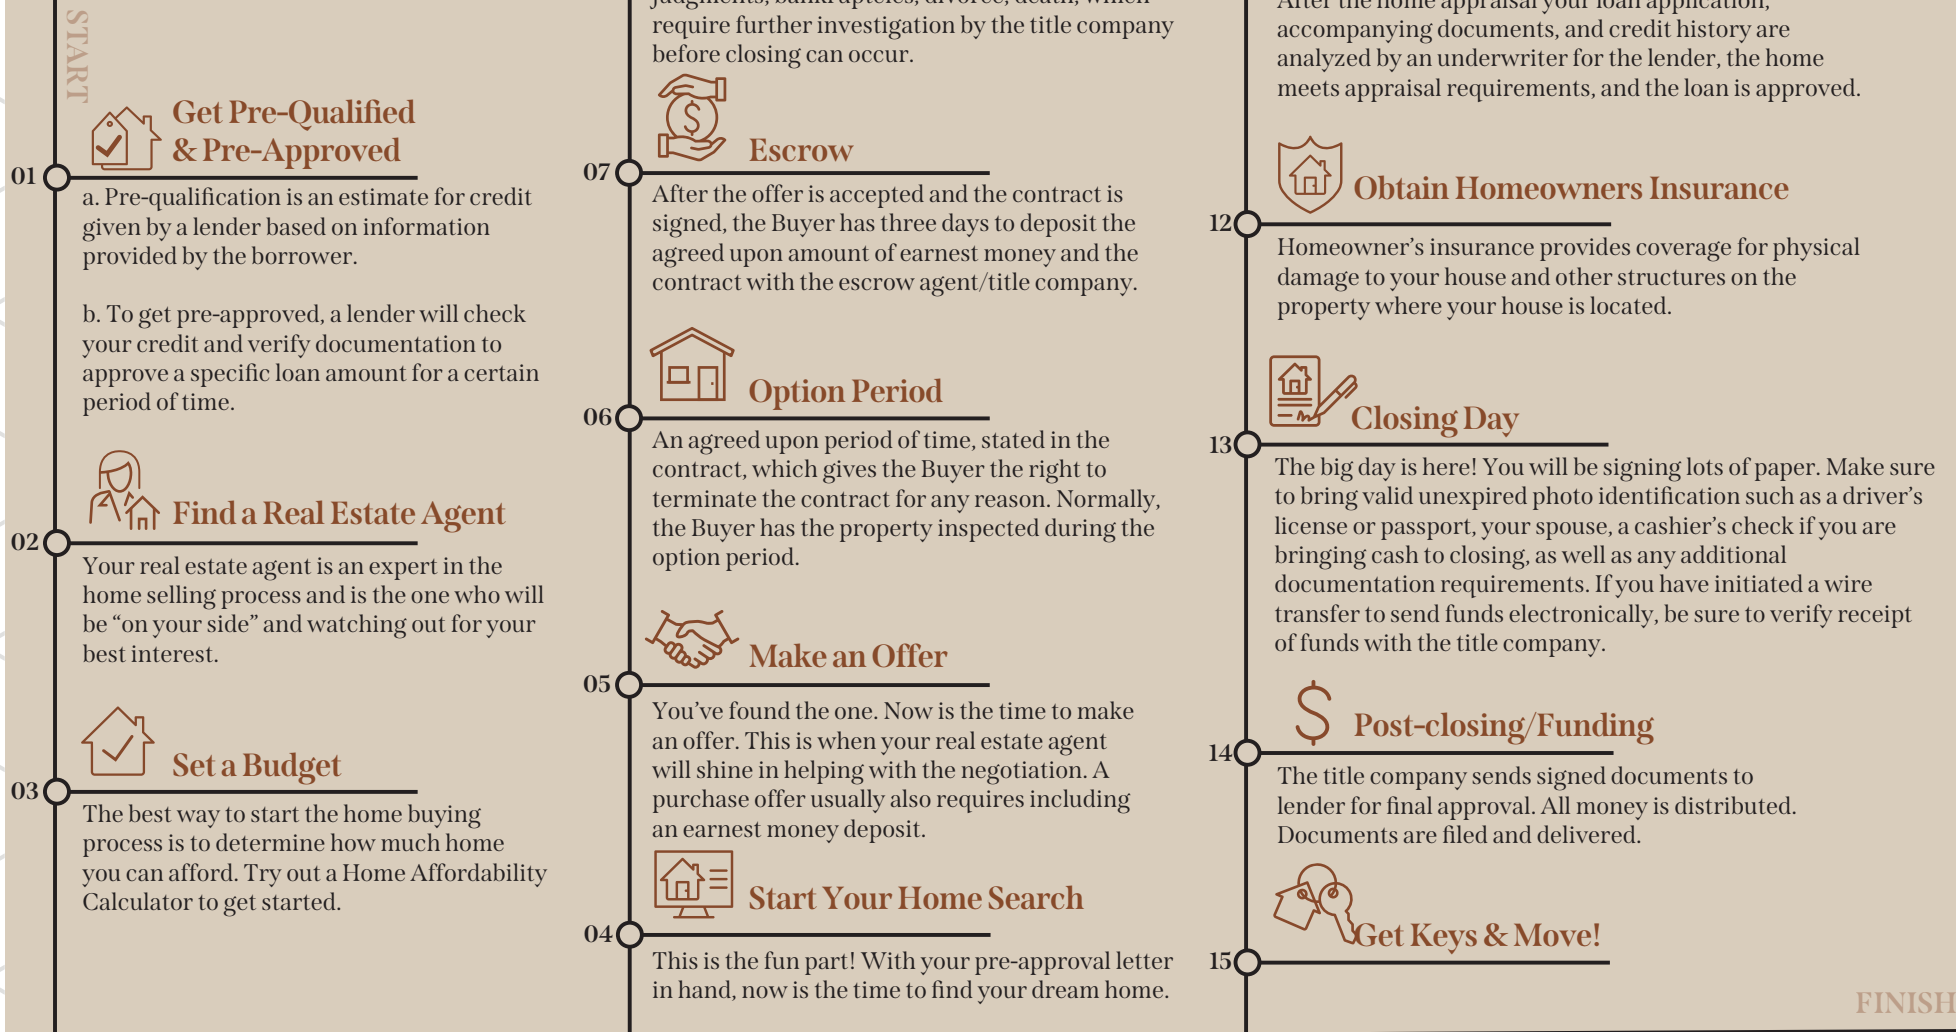 START
Get Pre-Qualified
& Pre-Approved
01
a. Pre-qualification is an estimate for credit
given by a lender based on information
provided by the borrower.
b. To get pre-approved, a lender will check
your credit and verify documentation to
approve a specific loan amount for a certain
period of time.
Find a Real Estate Agent
02
Your real estate agent is an expert in the
home selling process and is the one who will
be “on your side” and watching out for your
best interest.
Set a Budget
03
The best way to start the home buying
process is to determine how much home
you can afford. Try out a Home Affordability
Calculator to get started.
judgments, bankruptcies, divorce, death, which
require further investigation by the title company
before closing can occur.
$
Escrow
07
After the offer is accepted and the contract is
signed, the Buyer has three days to deposit the
agreed upon amount of earnest money and the
contract with the escrow agent/title company.
Option Period
06
An agreed upon period of time, stated in the
contract, which gives the Buyer the right to
terminate the contract for any reason. Normally,
the Buyer has the property inspected during the
option period.
Make an Offer
05
You’ve found the one. Now is the time to make
an offer. This is when your real estate agent
will shine in helping with the negotiation. A
purchase offer usually also requires including
an earnest money deposit.
Start Your Home Search
04
This is the fun part! With your pre-approval letter
in hand, now is the time to find your dream home.
After the home appraisal your loan application,
accompanying documents, and credit history are
analyzed by an underwriter for the lender, the home
meets appraisal requirements, and the loan is approved.
Obtain Homeowners Insurance
12
Homeowner’s insurance provides coverage for physical
damage to your house and other structures on the
property where your house is located.
Closing Day
13
The big day is here! You will be signing lots of paper. Make sure
to bring valid unexpired photo identification such as a driver’s
license or passport, your spouse, a cashier’s check if you are
bringing cash to closing, as well as any additional
documentation requirements. If you have initiated a wire
transfer to send funds electronically, be sure to verify receipt
of funds with the title company.
$
Post-closing/Funding
14
The title company sends signed documents to
lender for final approval. All money is distributed.
Documents are filed and delivered.
Get Keys & Move!
15
FINISH